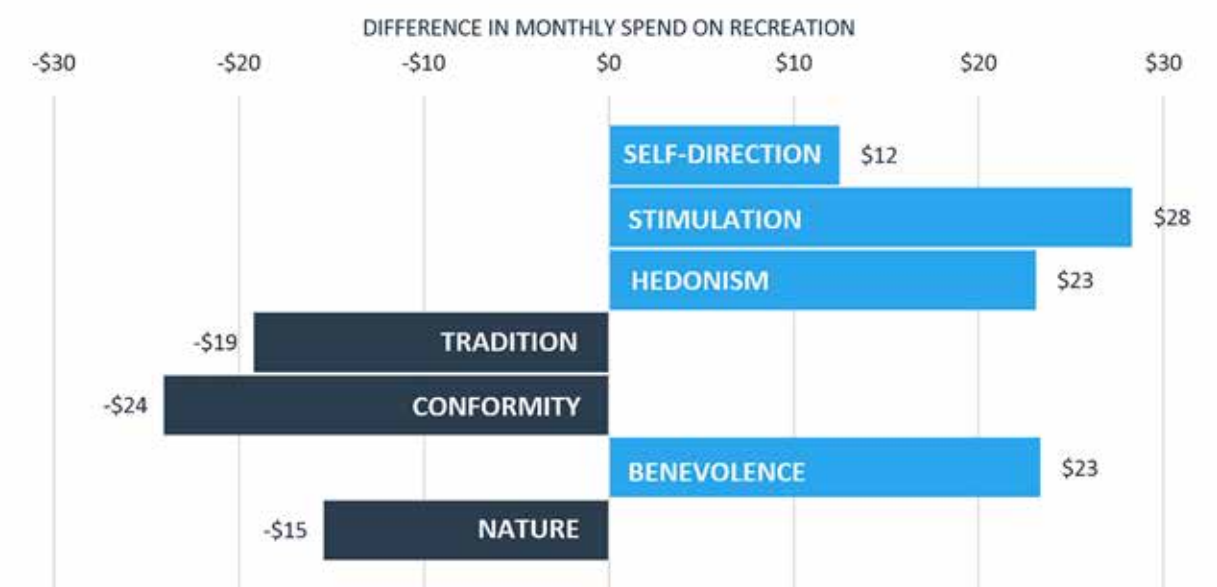 DIFFERENCE IN MONTHLY SPEND ON RECREATION
-$30 -$20 -$10 $0 $10 $20 $30
SELF-DIRECTION $12
STIMULATION $28
HEDONISM $23
-$19 TRADITION
-$24 CONFORMITY
BENEVOLENCE $23
-$15 NATURE